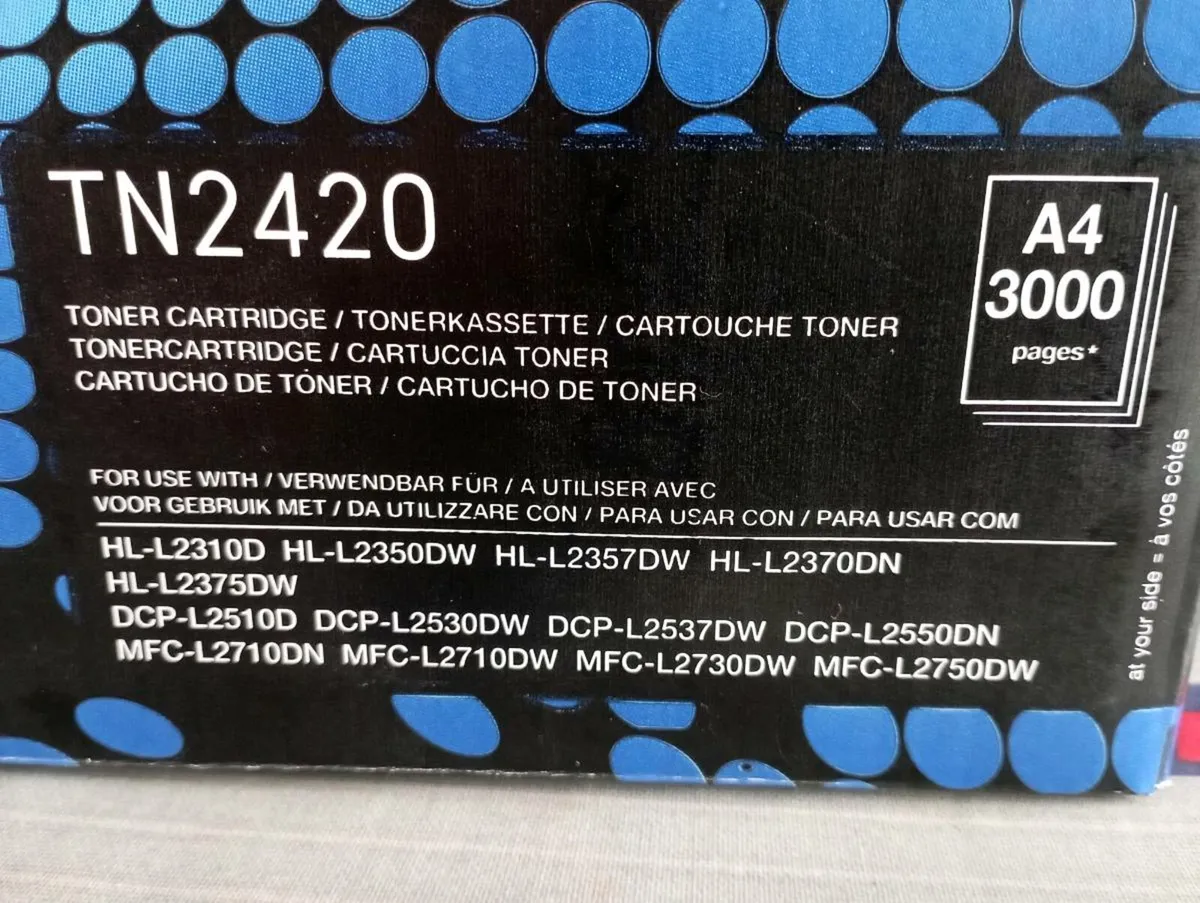 TN2420
A4
3000
pages*
TONER CARTRIDGE / TONERKASSETTE / CARTOUCHE TONER
TONERCARTRIDGE / CARTUCCIA TONER
CARTUCHO DE TÓNER / CARTUCHO DE TONER
FOR USE WITH / VERWENDBAR FÜR / A UTILISER AVEC
VOOR GEBRUIK MET / DA UTILIZZARE CON / PARA USAR CON / PARA USAR COM
HL-L2310D HL-L2350DW HL-L2357DW HL-L2370DN
HL-L2375DW
DCP-L2510D DCP-L2530DW DCP-L2537DW DCP-L2550DN
MFC-L2710DN MFC-L2710DW MFC-L2730DW MFC-L2750DW
at your side = à vos côtés